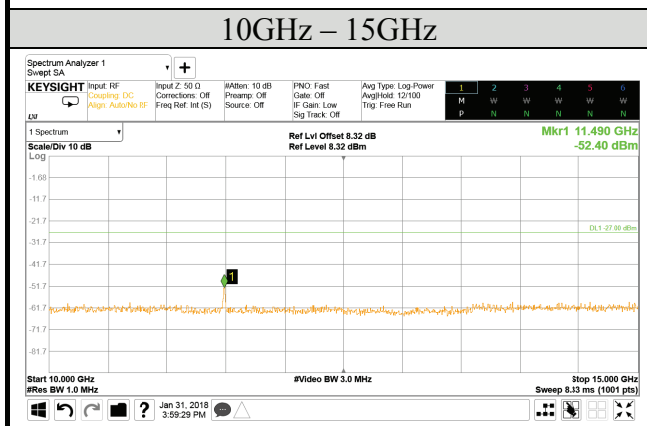 10GHz – 15GHz
Spectrum Analyzer 1
Swept SA
KEYSIGHT
Input: RF
Coupling: DC
Align: Auto/No RF
Input Z: 50 Ω
Corrections: Off
Freq Ref: Int (S)
#Atten: 10 dB
Preamp: Off
Source: Off
PNO: Fast
Gate: Off
IF Gain: Low
Sig Track: Off
Avg Type: Log-Power
Avg|Hold: 12/100
Trig: Free Run
1 2 3 4 5 6
M W W W W W
P N N N N N
LXI
1 Spectrum
Scale/Div 10 dB
Ref Lvl Offset 8.32 dB
Ref Level 8.32 dBm
Mkr1 11.490 GHz
-52.40 dBm
Log
-1.68
-11.7
-21.7
DL1 -27.00 dBm
-31.7
-41.7
1
-51.7
-61.7
-71.7
-81.7
Start 10.000 GHz
#Res BW 1.0 MHz
#Video BW 3.0 MHz
Stop 15.000 GHz
Sweep 8.33 ms (1001 pts)
?
Jan 31, 2018
3:59:29 PM